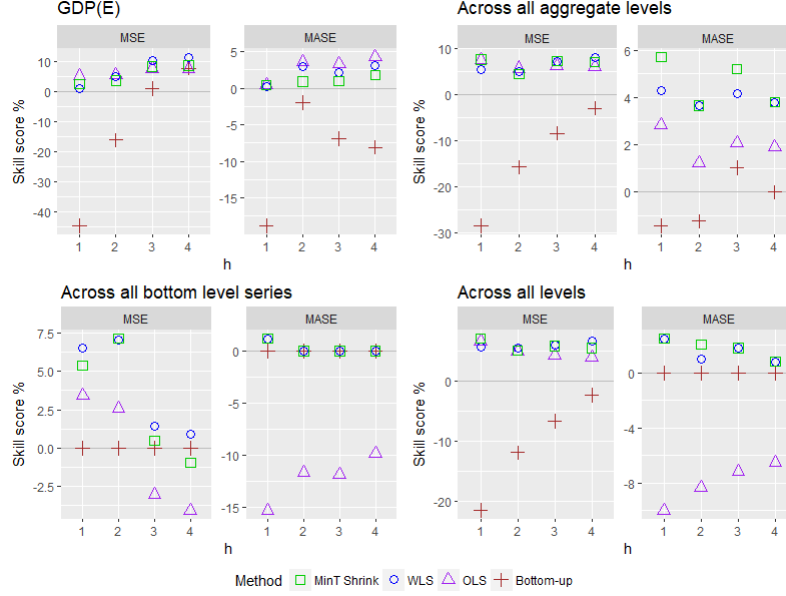 GDP(E)
MSE
MASE
Skill score %
10
0
-10
-20
-30
-40
5
0
-5
-10
-15
1 2 3 4
1 2 3 4
h
Across all aggregate levels
MSE
MASE
Skill score %
10
0
-10
-20
-30
6
4
2
0
1 2 3 4
1 2 3 4
h
Across all bottom level series
MSE
MASE
Skill score %
7.5
5.0
2.5
0.0
-2.5
0
-5
-10
-15
1 2 3 4
1 2 3 4
h
Across all levels
MSE
MASE
Skill score %
0
-10
-20
0
-4
-8
1 2 3 4
1 2 3 4
h
Method MinT Shrink WLS OLS Bottom-up